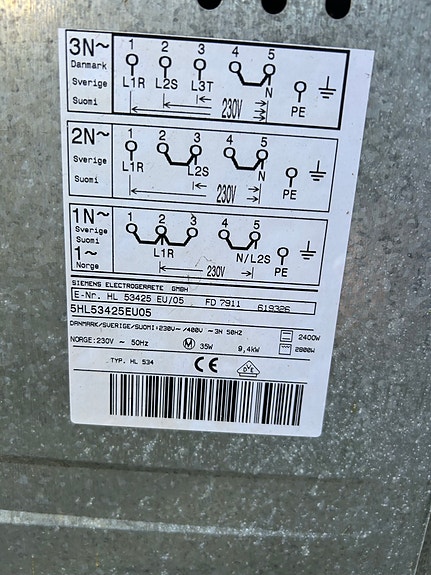 3N~ 1 2 3 4 5
Danmark
Sverige L1R L2S L3T N
Suomi 230V PE
2N~ 1 2 3 4 5
Sverige L1R L2S N
Suomi 230V PE
1N~ 1 2 3 4 5
Sverige
Suomi L1R N/L2S
1~ 230V PE
Norge
SIEMENS ELECTROGERAETE GMBH
E-Nr. HL 53425 EU/05 FD 7911 619326
5HL53425EU05
DANMARK/SVERIGE/SUOMI:230V~ /400V ~ 3N 50HZ 2400W
NORGE:230V ~ 50Hz M 35W 9,4kW 2800W
TYP. HL 534 CE DVE